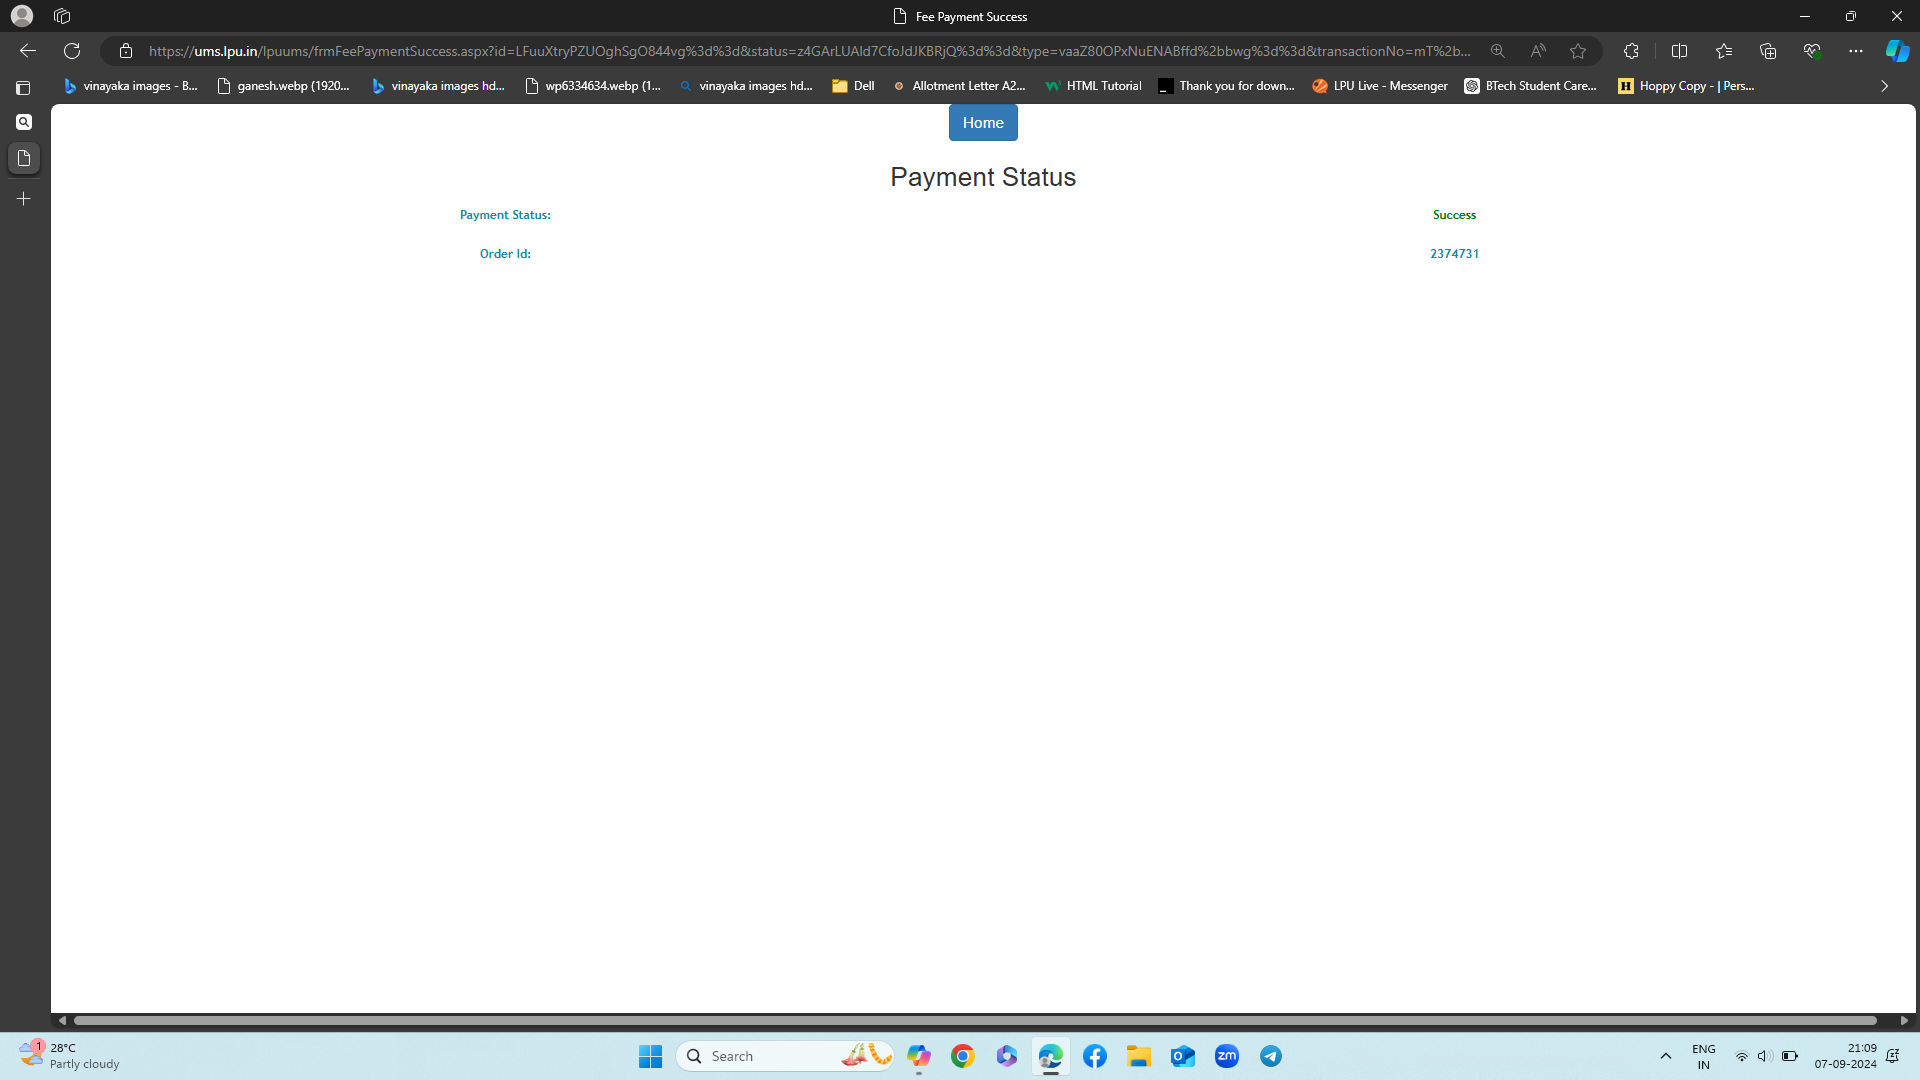 Fee Payment Success
https://ums.lpu.in/lpuums/frmFeePaymentSuccess.aspx?id=LFuuXtryPZUOghSgO844vg%3d%3d&status=z4GArLUAld7CfoJdJKBRjQ%3d%3d&type=vaaZ80OPxNuENABffd%2bbwg%3d%3d&transactionNo=mT%2b...
vinayaka images - B... ganesh.webp (1920... vinayaka images hd... wp6334634.webp (1... vinayaka images hd... Dell Allotment Letter A2... HTML Tutorial Thank you for down... LPU Live - Messenger BTech Student Care... Hoppy Copy - | Pers...
Home
Payment Status
Payment Status: Success
Order Id: 2374731
1 28°C
Partly cloudy
Search
zm
ENG
IN
21:09
07-09-2024